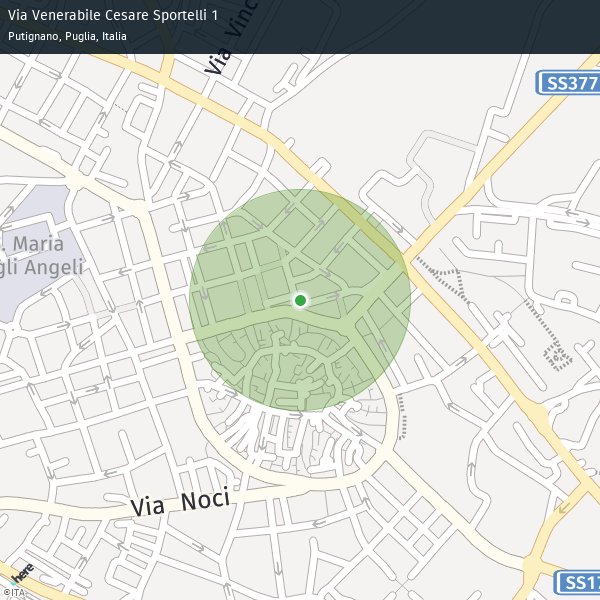 Via Venerabile Cesare Sportelli 1
Putignano, Puglia, Italia
Via Vinc
SS377
. Maria
gli Angeli
Via Noci
here
©ITA
SS17